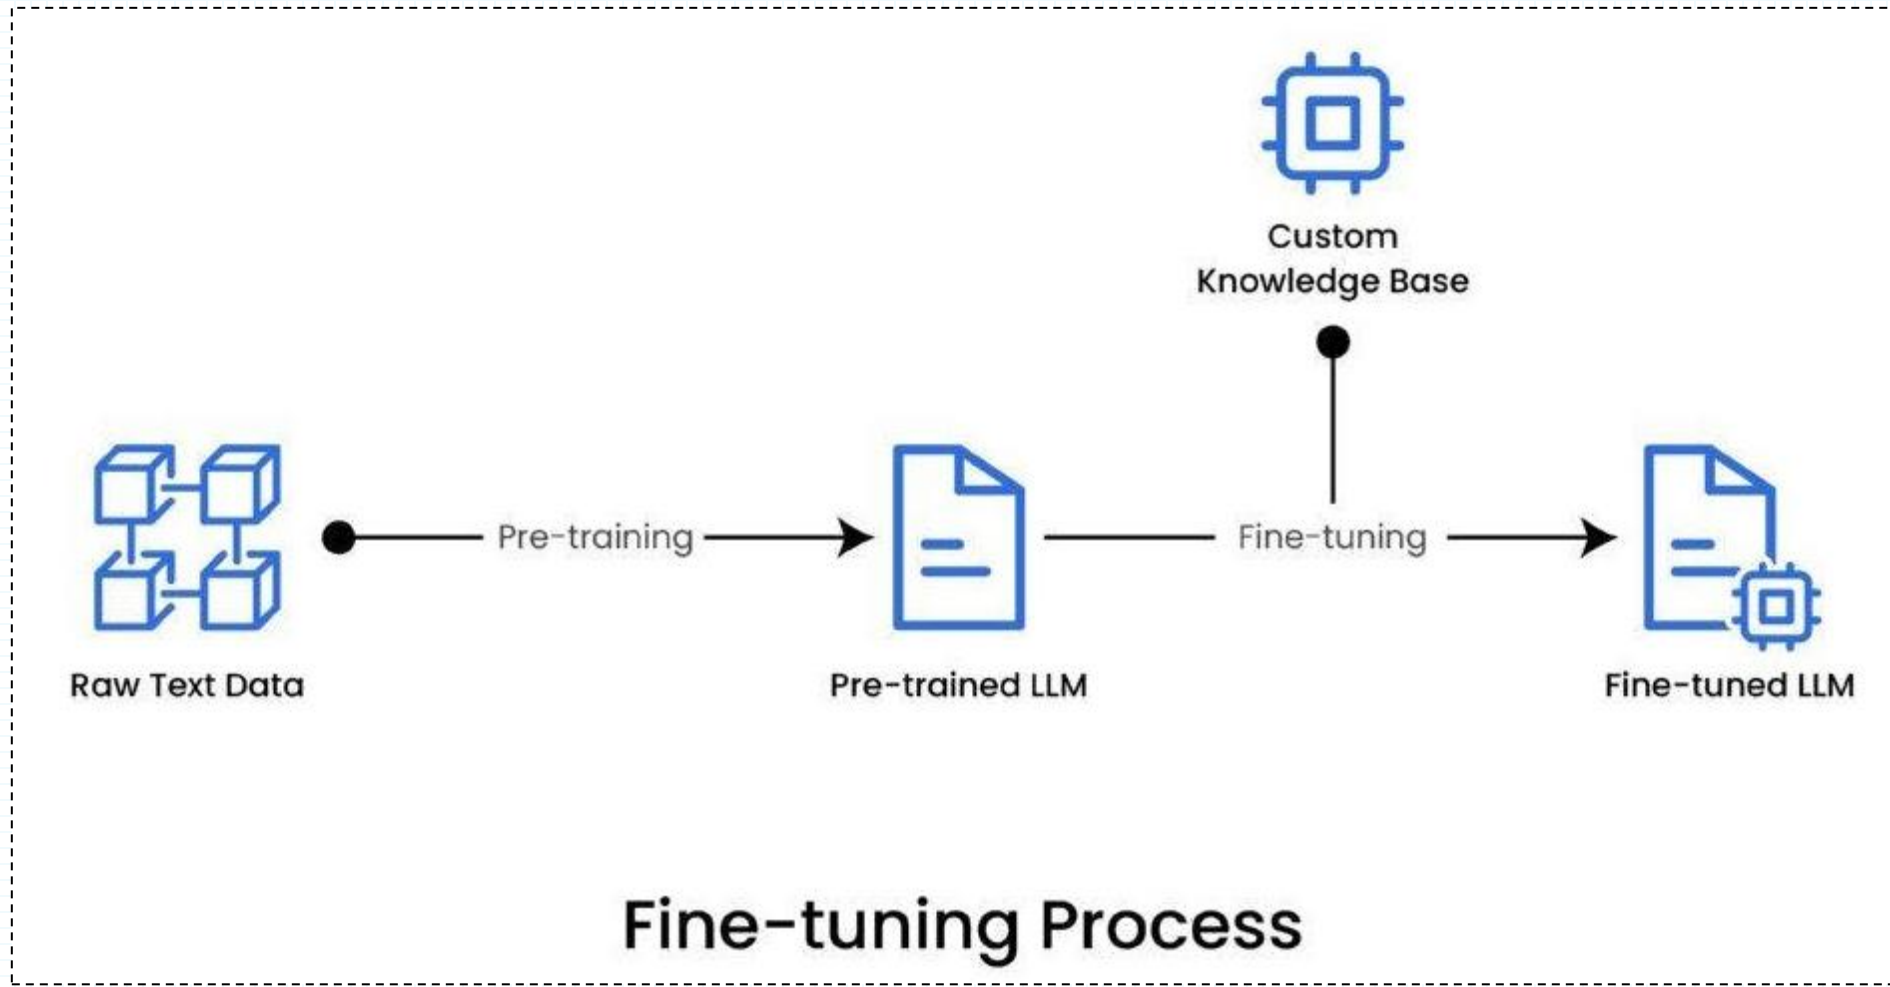 Custom
Knowledge Base
Pre-training
Fine-tuning
Raw Text Data
Pre-trained LLM
Fine-tuned LLM
Fine-tuning Process